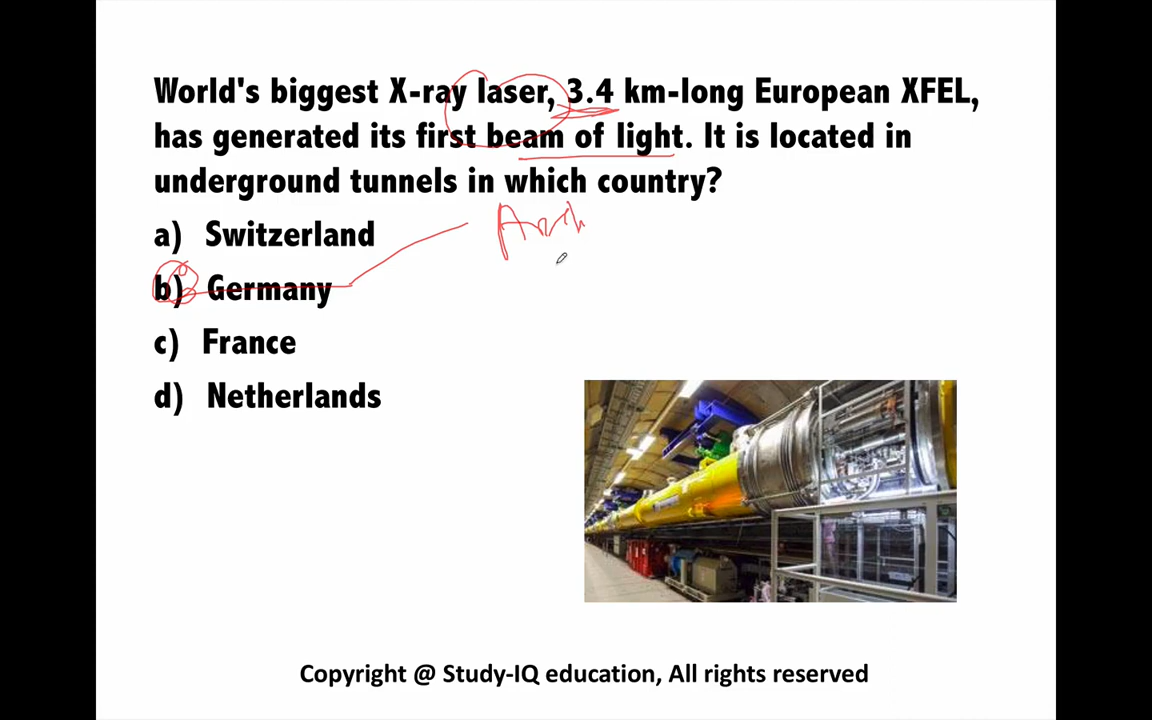 World's biggest X-ray laser, 3.4 km-long European XFEL,
has generated its first beam of light. It is located in
underground tunnels in which country?
a) Switzerland
b) Germany
c) France
d) Netherlands
Copyright @ Study-IQ education, All rights reserved